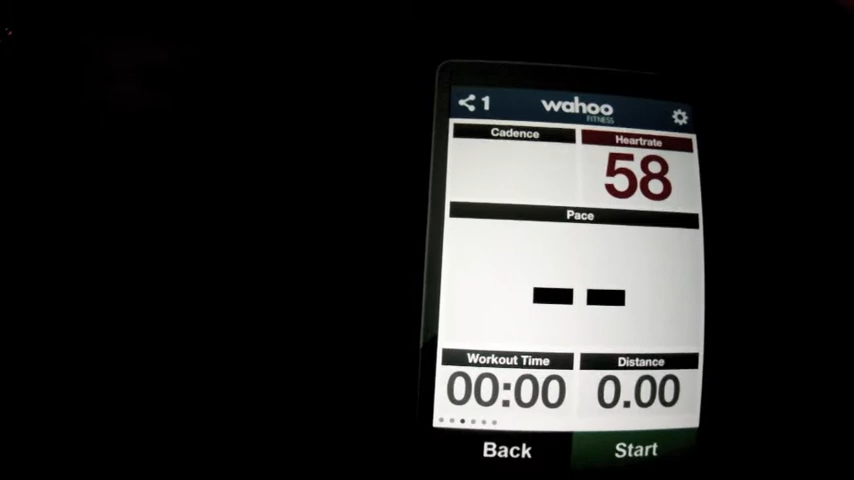 1 wahoo
FITNESS
Cadence Heartrate
58
Pace
-- --
Workout Time Distance
00:00 0.00
Back Start